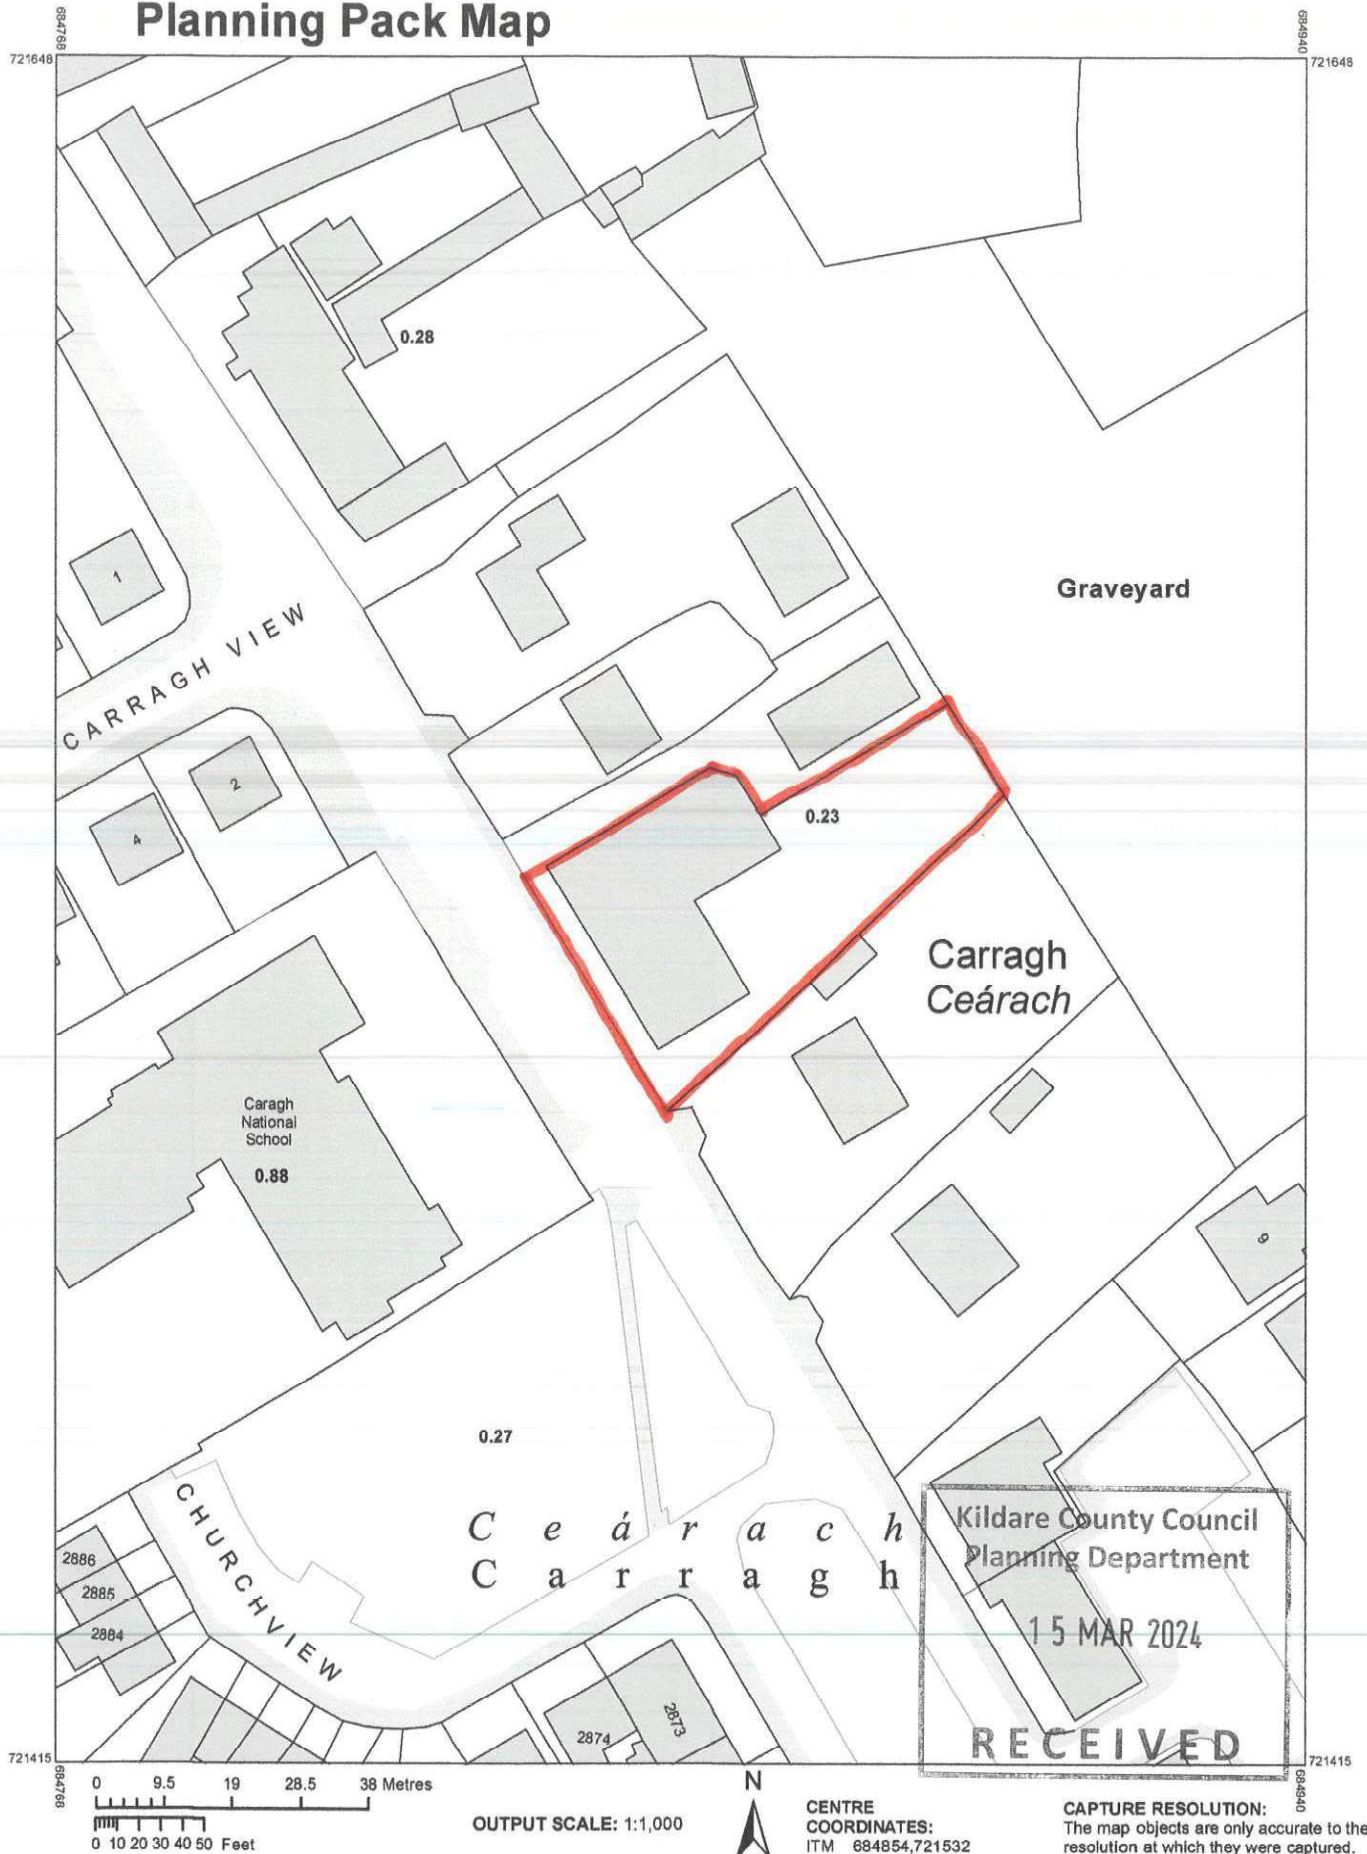 Planning Pack Map
684768
684940
721648
721648
0.28
1
CARRAGH VIEW
Graveyard
2
4
0.23
Carragh
Ceárach
Caragh
National
School
0.88
9
0.27
CHURCHVIEW
Ceárach
Carragh
2886
2885
2884
2874
2873
Kildare County Council
Planning Department
15 MAR 2024
RECEIVED
721415
721415
684768
684940
0 9.5 19 28.5 38 Metres
0 10 20 30 40 50 Feet
OUTPUT SCALE: 1:1,000
N
CENTRE
COORDINATES:
ITM 684854,721532
CAPTURE RESOLUTION:
The map objects are only accurate to the
resolution at which they were captured.